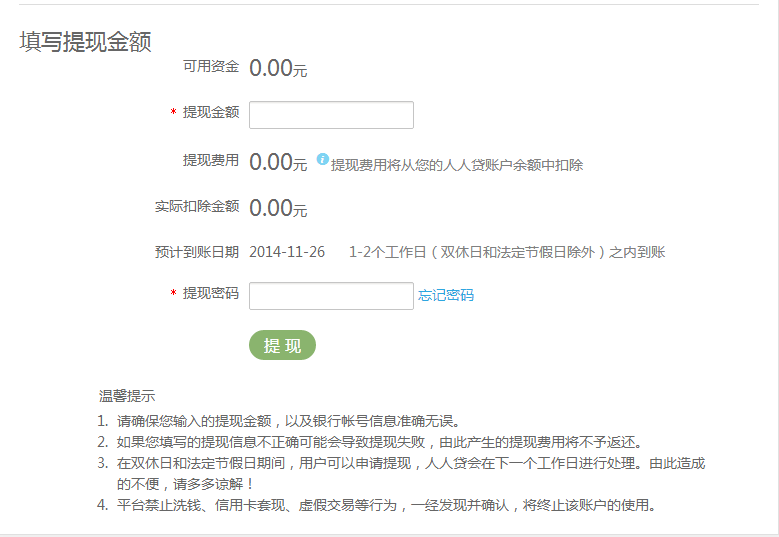 填写提现金额
可用资金 0.00元
* 提现金额
提现费用 0.00元 i 提现费用将从您的人人贷账户余额中扣除
实际扣除金额 0.00元
预计到账日期 2014-11-26 1-2个工作日（双休日和法定节假日除外）之内到账
* 提现密码 忘记密码
提 现
温馨提示
1. 请确保您输入的提现金额，以及银行帐号信息准确无误。
2. 如果您填写的提现信息不正确可能会导致提现失败，由此产生的提现费用将不予返还。
3. 在双休日和法定节假日期间，用户可以申请提现，人人贷会在下一个工作日进行处理。由此造成
的不便，请多多谅解！
4. 平台禁止洗钱、信用卡套现、虚假交易等行为，一经发现并确认，将终止该账户的使用。